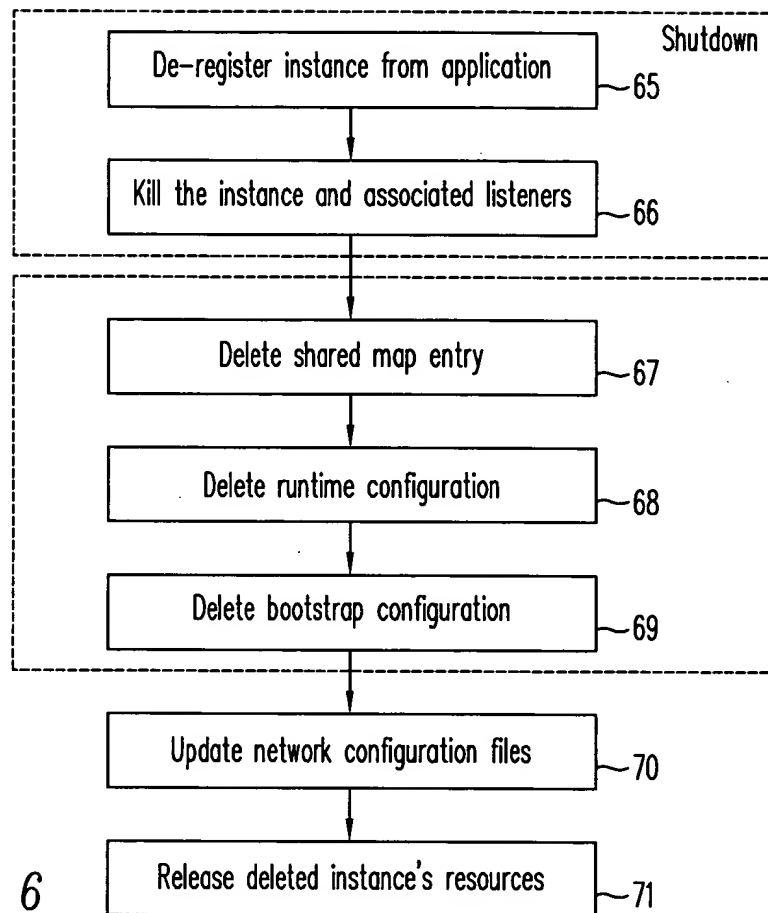 Shutdown
De-register instance from application
65
Kill the instance and associated listeners
66
Delete shared map entry
67
Delete runtime configuration
68
Delete bootstrap configuration
69
Update network configuration files
70
Release deleted instance's resources
71
6